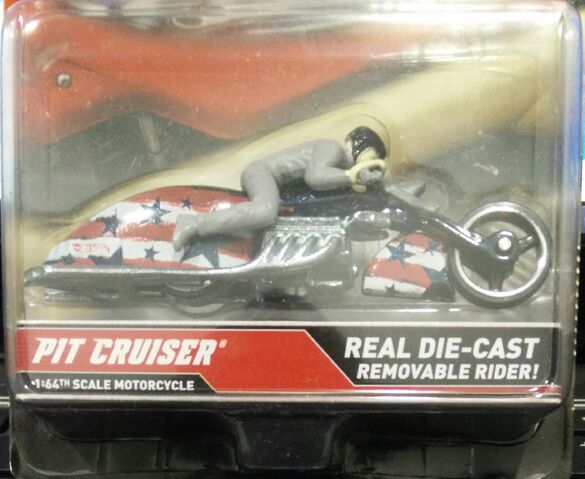 PIT CRUISER®
1:64TH SCALE MOTORCYCLE
REAL DIE-CAST
REMOVABLE RIDER!